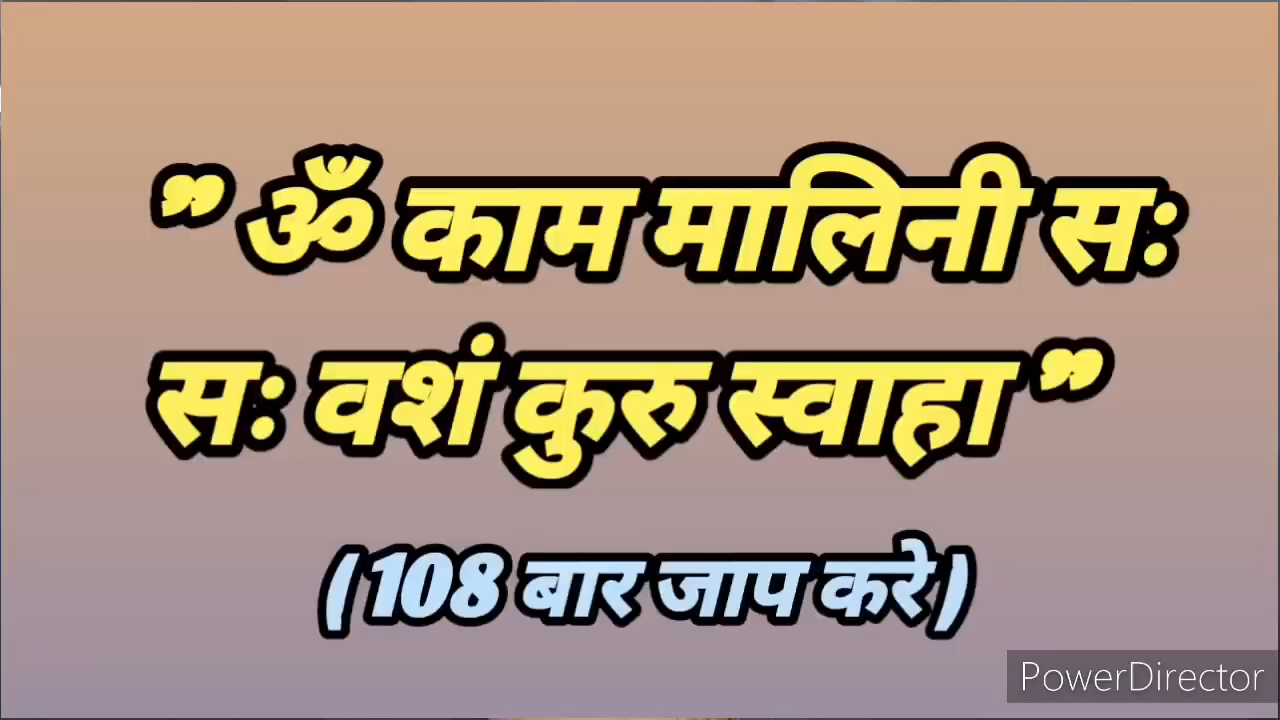 " ॐ काम मालिनी सः
सः वशं कुरु स्वाहा "
( 108 बार जाप करे )
PowerDirector